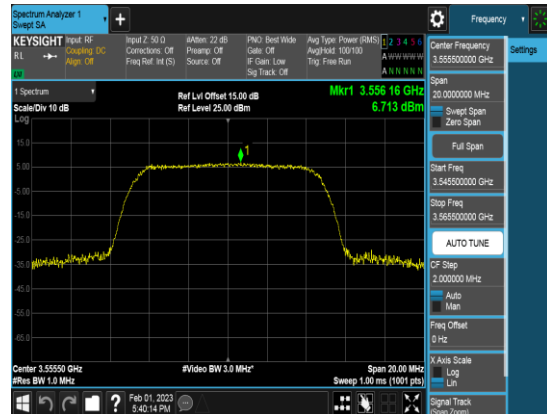 Spectrum Analyzer 1
Swept SA
+
Frequency
KEYSIGHT
RL
Input: RF
Coupling: DC
Align: Off
Input Z: 50 Ω
Corrections: Off
Freq Ref: Int (S)
#Atten: 22 dB
Preamp: Off
Source: Off
PNO: Best Wide
Gate: Off
IF Gain: Low
Sig Track: Off
Avg Type: Power (RMS)
Avg|Hold: 100/100
Trig: Free Run
1 2 3 4 5 6
A W W W W W
A N N N N N
1 Spectrum
Scale/Div 10 dB
Log
Ref Lvl Offset 15.00 dB
Ref Level 25.00 dBm
Mkr1 3.556 16 GHz
6.713 dBm
15.0
5.00
-5.00
-15.0
-25.0
-35.0
-45.0
-55.0
-65.0
1
Center 3.55550 GHz
#Res BW 1.0 MHz
#Video BW 3.0 MHz*
Span 20.00 MHz
Sweep 1.00 ms (1001 pts)
?
Feb 01, 2023
5:40:14 PM
Center Frequency
3.555500000 GHz
Settings
Span
20.0000000 MHz
Swept Span
Zero Span
Full Span
Start Freq
3.545500000 GHz
Stop Freq
3.565500000 GHz
AUTO TUNE
CF Step
2.000000 MHz
Auto
Man
Freq Offset
0 Hz
X Axis Scale
Log
Lin
Signal Track
(Span Zoom)